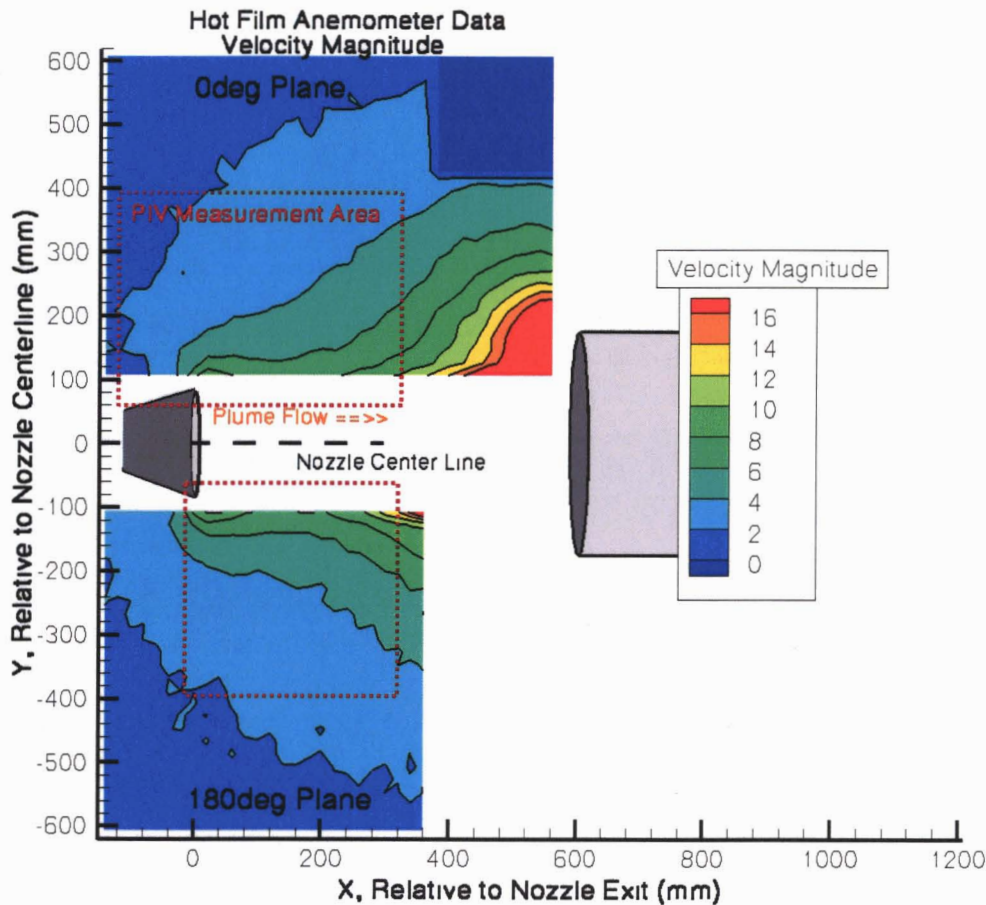 Hot Film Anemometer Data
Velocity Magnitude
0deg Plane
PIV Measurement Area
Plume Flow ==>>
Nozzle Center Line
180deg Plane
Velocity Magnitude
16
14
12
10
8
6
4
2
0
Y, Relative to Nozzle Centerline (mm)
600
500
400
300
200
100
0
-100
-200
-300
-400
-500
-600
0
200
400
600
800
1000
1200
X, Relative to Nozzle Exit (mm)